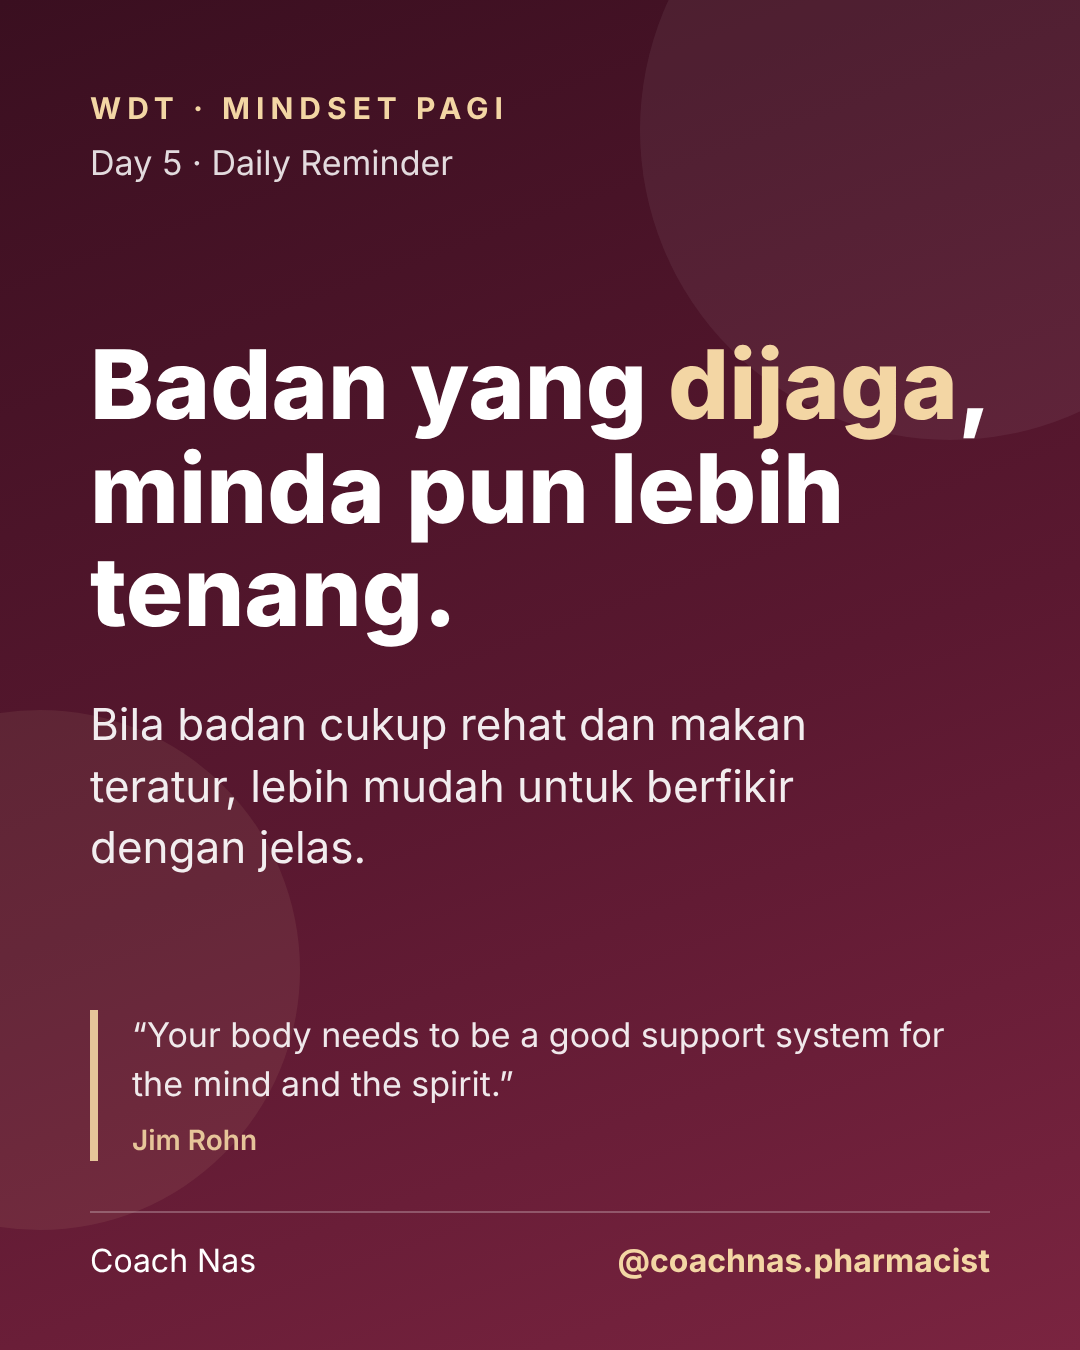 WDT · MINDSET PAGI
Day 5 · Daily Reminder
Badan yang dijaga,
minda pun lebih
tenang.
Bila badan cukup rehat dan makan
teratur, lebih mudah untuk berfikir
dengan jelas.
“Your body needs to be a good support system for
the mind and the spirit.”
Jim Rohn
Coach Nas
@coachnas.pharmacist